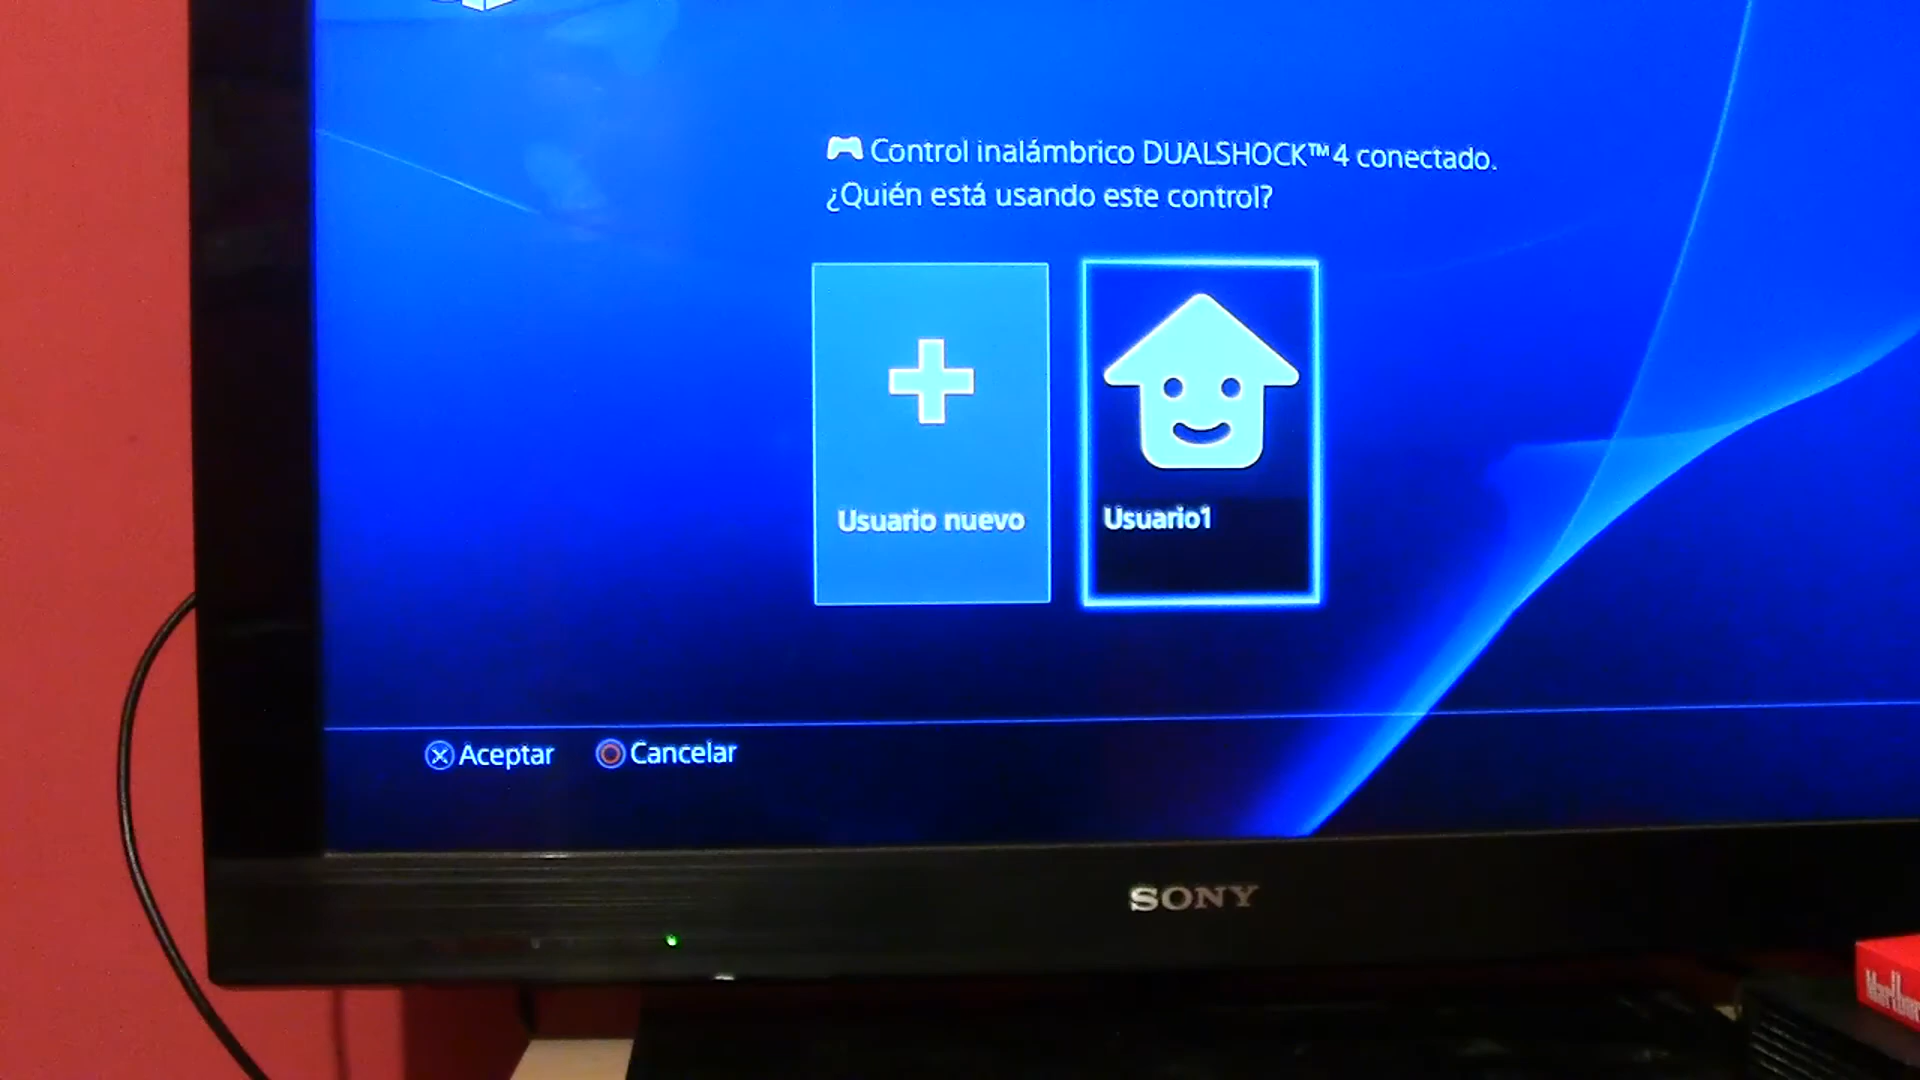 Control inalámbrico DUALSHOCK™4 conectado.
¿Quién está usando este control?
Usuario nuevo
Usuario1
Aceptar
Cancelar
SONY